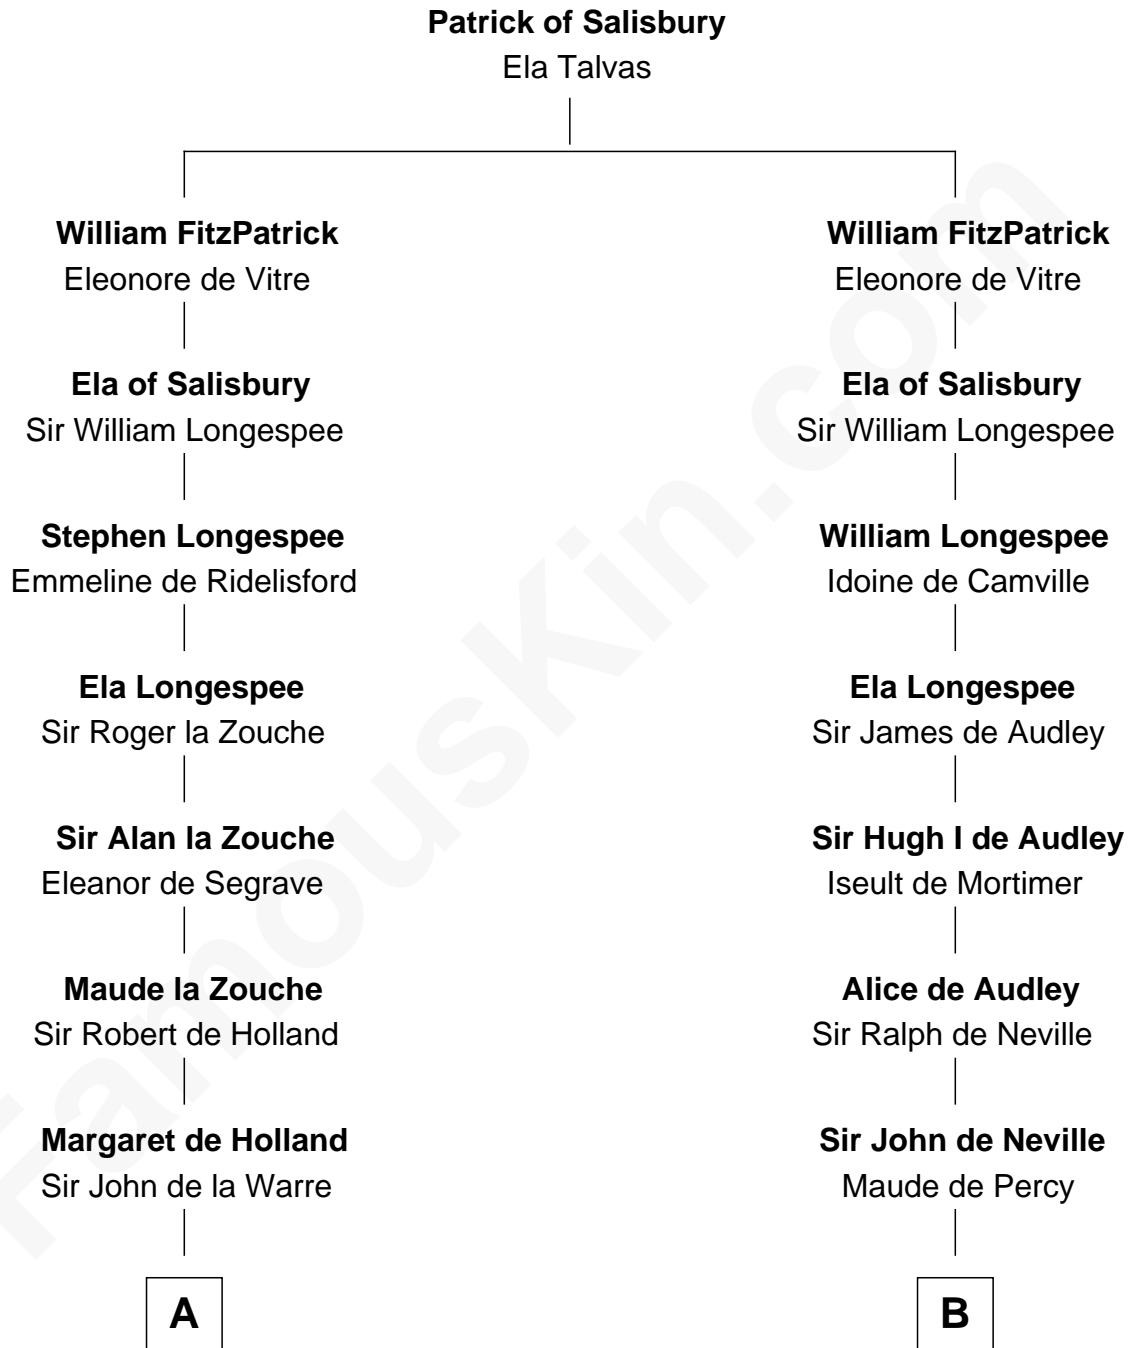 Patrick of Salisbury
Ela Talvas
William FitzPatrick
Eleonore de Vitre
Ela of Salisbury
Sir William Longespee
Stephen Longespee
Emmeline de Ridelisford
Ela Longespee
Sir Roger la Zouche
Sir Alan la Zouche
Eleanor de Segrave
Maude la Zouche
Sir Robert de Holland
Margaret de Holland
Sir John de la Warre
A
William FitzPatrick
Eleonore de Vitre
Ela of Salisbury
Sir William Longespee
William Longespee
Idoine de Camville
Ela Longespee
Sir James de Audley
Sir Hugh I de Audley
Iseult de Mortimer
Alice de Audley
Sir Ralph de Neville
Sir John de Neville
Maude de Percy
B
FamousKin.com